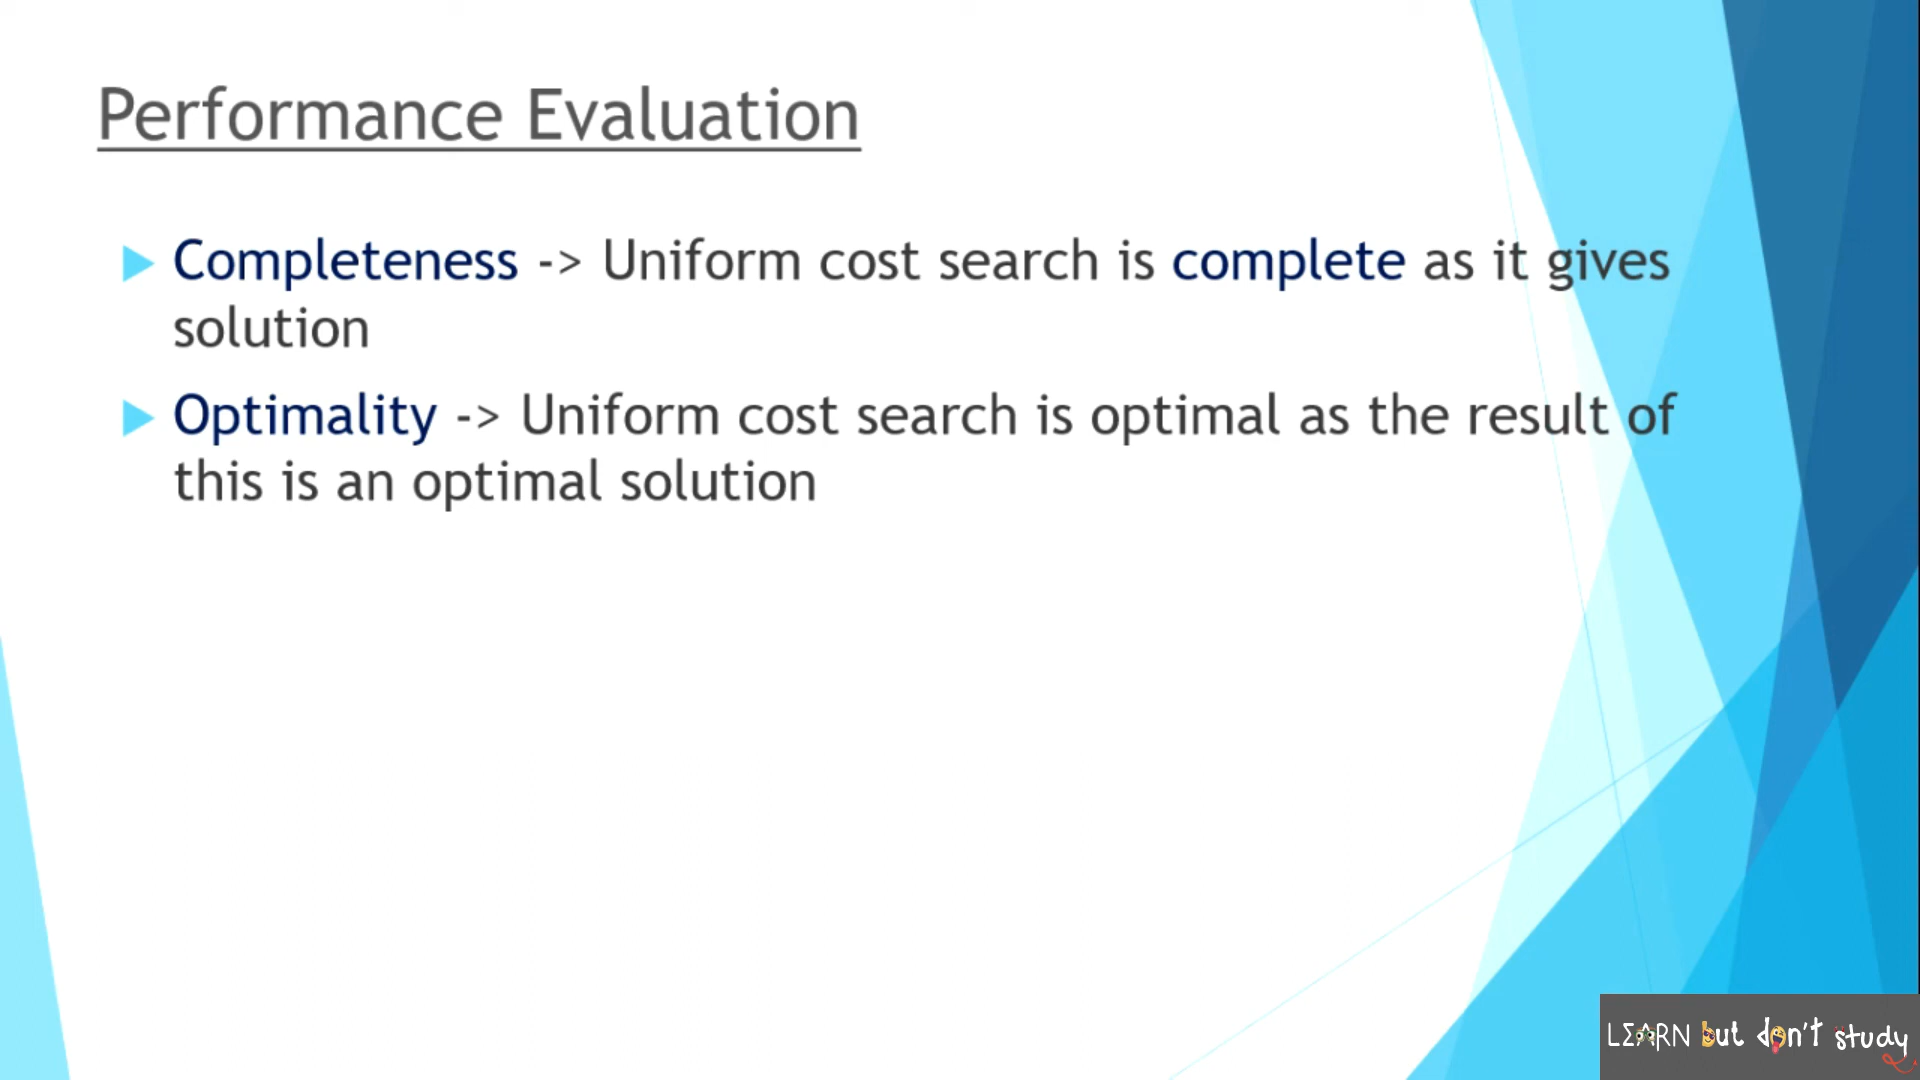 Performance Evaluation
Completeness -> Uniform cost search is complete as it gives
solution
Optimality -> Uniform cost search is optimal as the result of
this is an optimal solution
LEARN but don't study